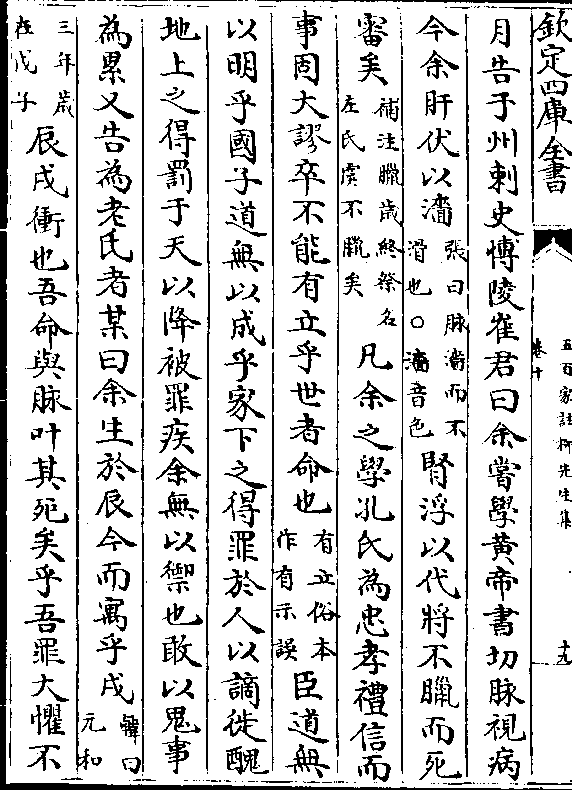 欽定四庫全書
五百家註柳先生集
卷十
十九
月告于州刺史博陵崔君曰余嘗學黃帝書切脉視病
今余肝伏以濇張曰脉濇而不滑也○濇音色腎浮以代將不臘而死
審矣補注臘歲終祭名左氏虞不臘矣凡余之學孔氏為忠孝禮信而
事固大謬卒不能有立乎世者命也有立俗本作有示誤臣道無
以明乎國子道無以成乎家下之得罪於人以謫徙醜
地上之得罰于天以降被罪疾余無以禦也敢以鬼事
為累又告為老氏者某曰余生於辰今而寓乎戌韓曰元和
三年歲在戊子辰戌衝也吾命與脉叶其死矣乎吾罪大懼不